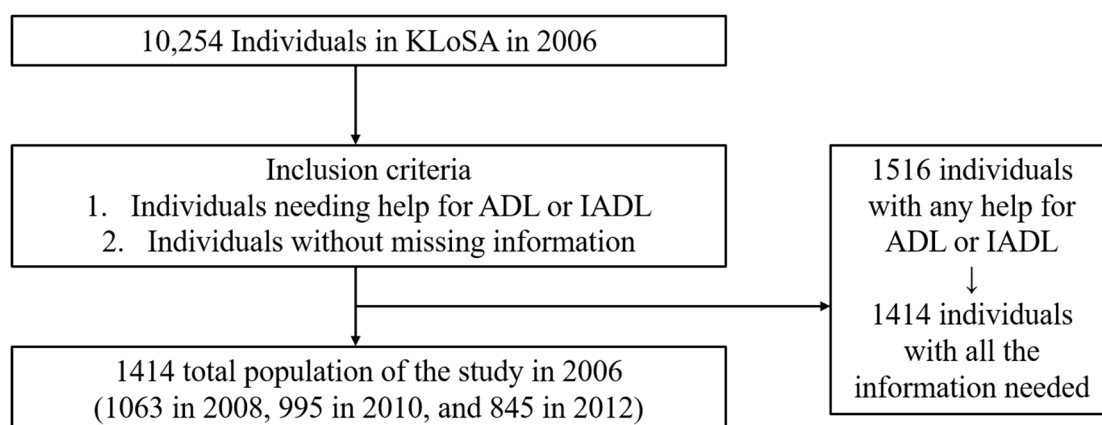 10,254 Individuals in KLoSA in 2006
Inclusion criteria
1. Individuals needing help for ADL or IADL
2. Individuals without missing information
1516 individuals
with any help for
ADL or IADL
↓
1414 individuals
with all the
information needed
1414 total population of the study in 2006
(1063 in 2008, 995 in 2010, and 845 in 2012)